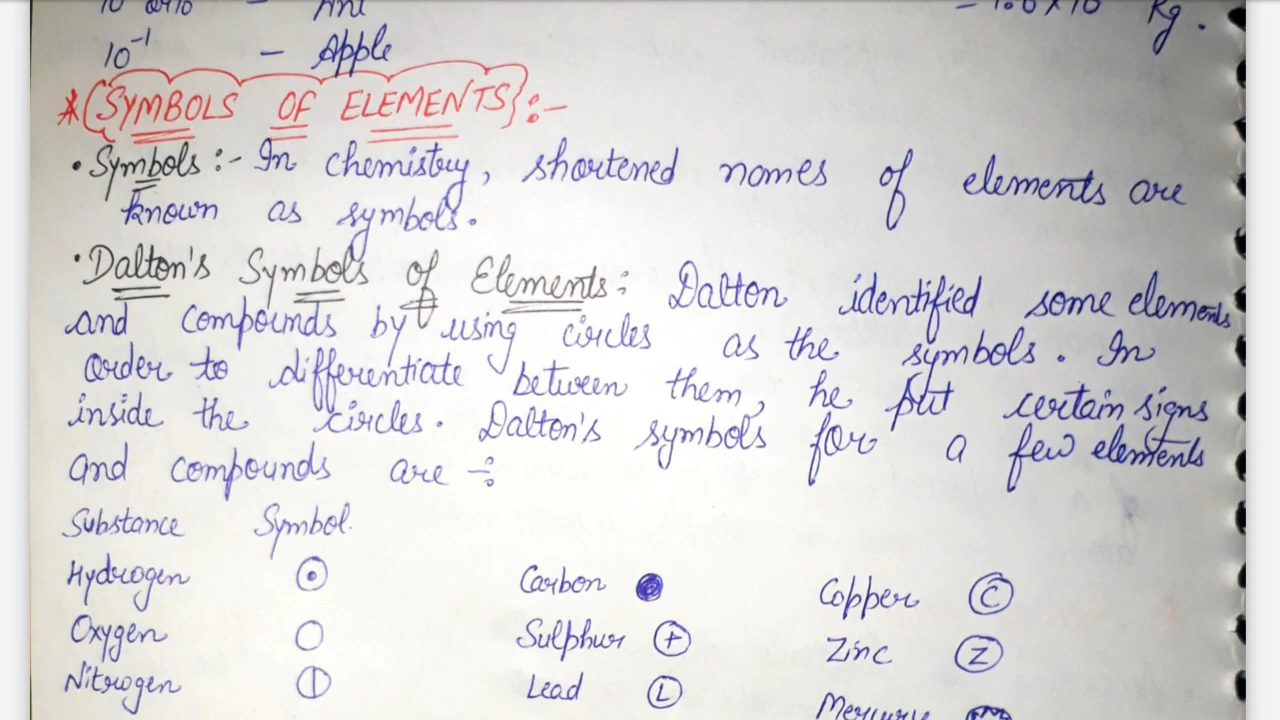 Ant
Kg.
10⁻¹ – Apple
*{SYMBOLS OF ELEMENTS}:-
• Symbols :- In chemistry, shortened names of elements are
known as symbols.
• Dalton's Symbols of Elements: Dalton identified some elements
and compounds by using circles as the symbols. In
order to differentiate between them, he put certain signs
inside the circles. Dalton's symbols for a few elements
and compounds are ÷
Substance Symbol.
Hydrogen ⊙ Carbon ● Copper Ⓒ
Oxygen ○ Sulphur ⊕ Zinc Ⓩ
Nitrogen ⦶ Lead Ⓛ
Mercury